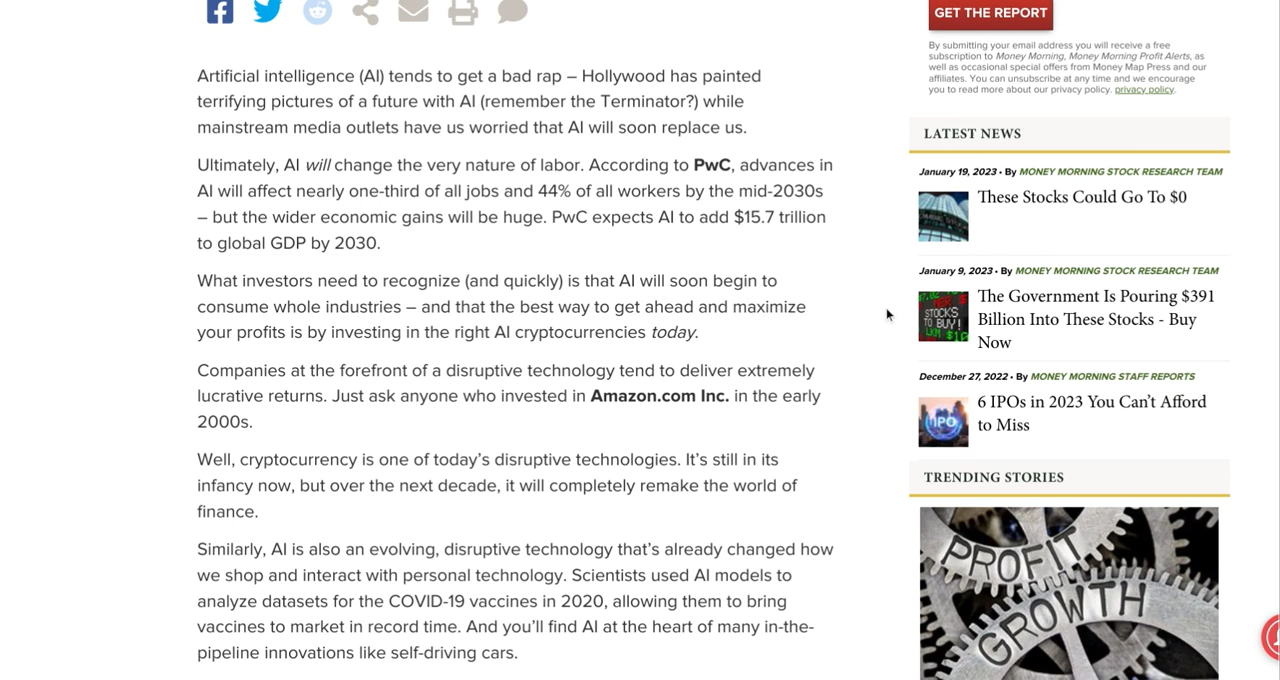 Artificial intelligence (AI) tends to get a bad rap – Hollywood has painted
terrifying pictures of a future with AI (remember the Terminator?) while
mainstream media outlets have us worried that AI will soon replace us.
Ultimately, AI will change the very nature of labor. According to PwC, advances in
AI will affect nearly one-third of all jobs and 44% of all workers by the mid-2030s
– but the wider economic gains will be huge. PwC expects AI to add $15.7 trillion
to global GDP by 2030.
What investors need to recognize (and quickly) is that AI will soon begin to
consume whole industries – and that the best way to get ahead and maximize
your profits is by investing in the right AI cryptocurrencies today.
Companies at the forefront of a disruptive technology tend to deliver extremely
lucrative returns. Just ask anyone who invested in Amazon.com Inc. in the early
2000s.
Well, cryptocurrency is one of today's disruptive technologies. It's still in its
infancy now, but over the next decade, it will completely remake the world of
finance.
Similarly, AI is also an evolving, disruptive technology that's already changed how
we shop and interact with personal technology. Scientists used AI models to
analyze datasets for the COVID-19 vaccines in 2020, allowing them to bring
vaccines to market in record time. And you'll find AI at the heart of many in-the-
pipeline innovations like self-driving cars.
GET THE REPORT
By submitting your email address you will receive a free
subscription to Money Morning, Money Morning Profit Alerts, as
well as occasional special offers from Money Map Press and our
affiliates. You can unsubscribe at any time and we encourage
you to read more about our privacy policy. privacy policy.
LATEST NEWS
January 19, 2023 • By MONEY MORNING STOCK RESEARCH TEAM
These Stocks Could Go To $0
January 9, 2023 • By MONEY MORNING STOCK RESEARCH TEAM
STOCKS
TO BUY!
The Government Is Pouring $391
Billion Into These Stocks - Buy
Now
December 27, 2022 • By MONEY MORNING STAFF REPORTS
IPO
6 IPOs in 2023 You Can't Afford
to Miss
TRENDING STORIES
PROFIT
GROWTH